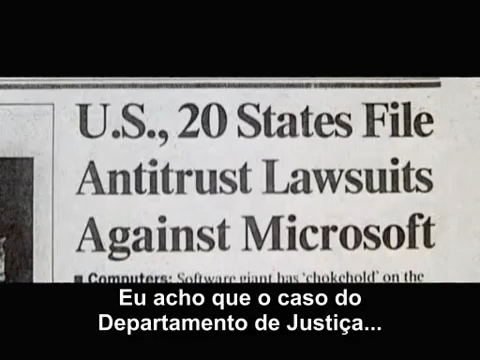 U.S., 20 States File
Antitrust Lawsuits
Against Microsoft
■ Computers: Software giant has 'chokehold' on the
Eu acho que o caso do
Departamento de Justiça...